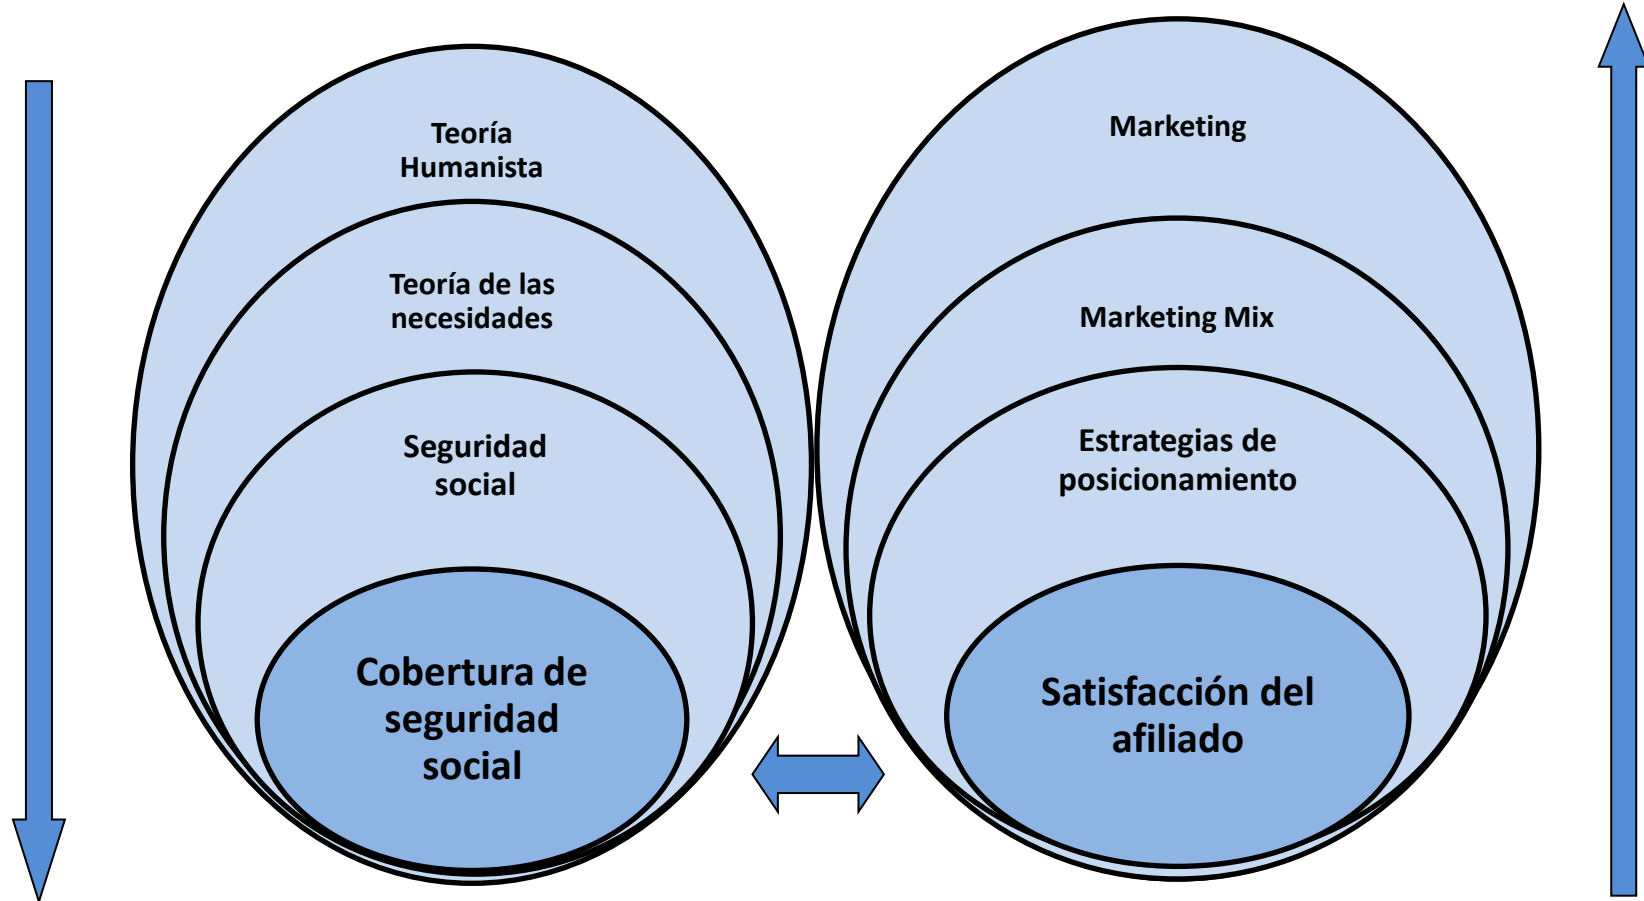 Teoría
Humanista
Teoría de las
necesidades
Seguridad
social
Cobertura de
seguridad
social
Marketing
Marketing Mix
Estrategias de
posicionamiento
Satisfacción del
afiliado